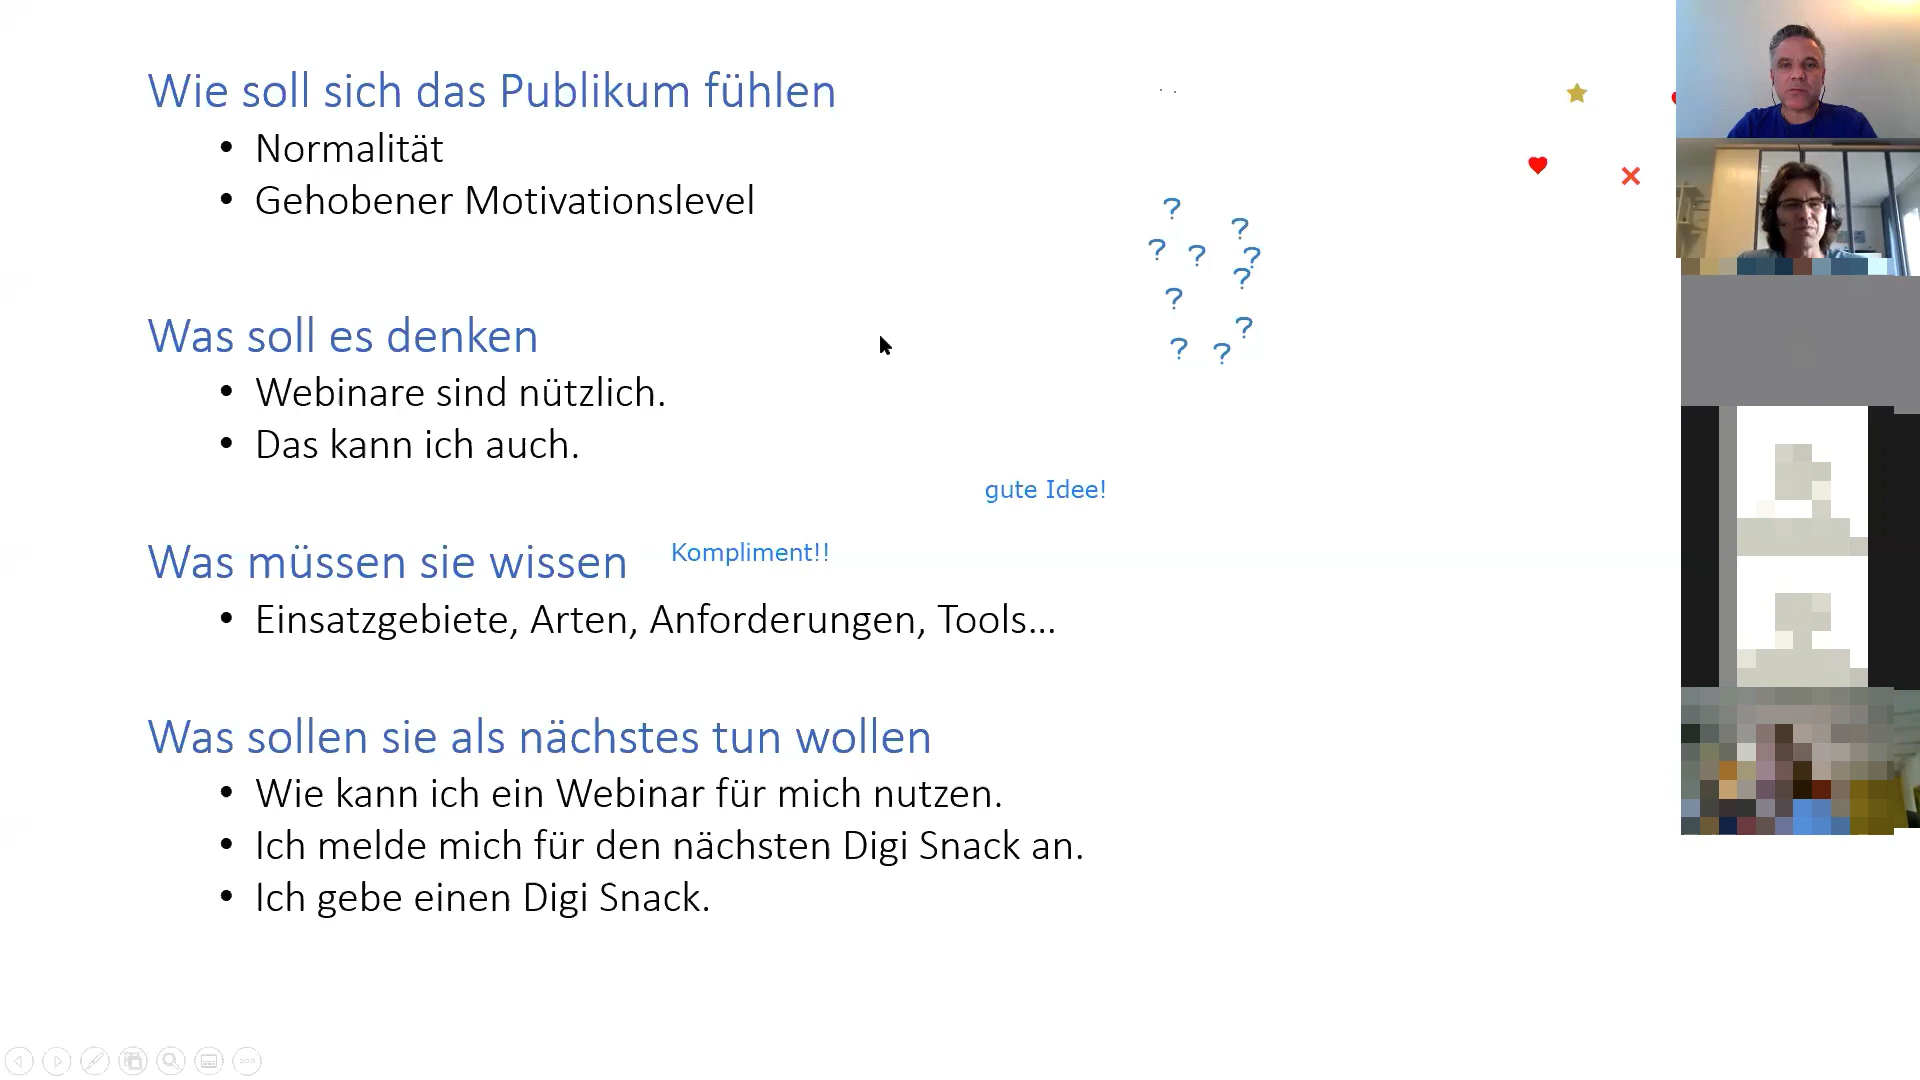 Wie soll sich das Publikum fühlen
• Normalität
• Gehobener Motivationslevel
? ? ? ? ? ? ? ? ? ?
Was soll es denken
• Webinare sind nützlich.
• Das kann ich auch.
gute Idee!
Was müssen sie wissen
Kompliment!!
• Einsatzgebiete, Arten, Anforderungen, Tools...
Was sollen sie als nächstes tun wollen
• Wie kann ich ein Webinar für mich nutzen.
• Ich melde mich für den nächsten Digi Snack an.
• Ich gebe einen Digi Snack.